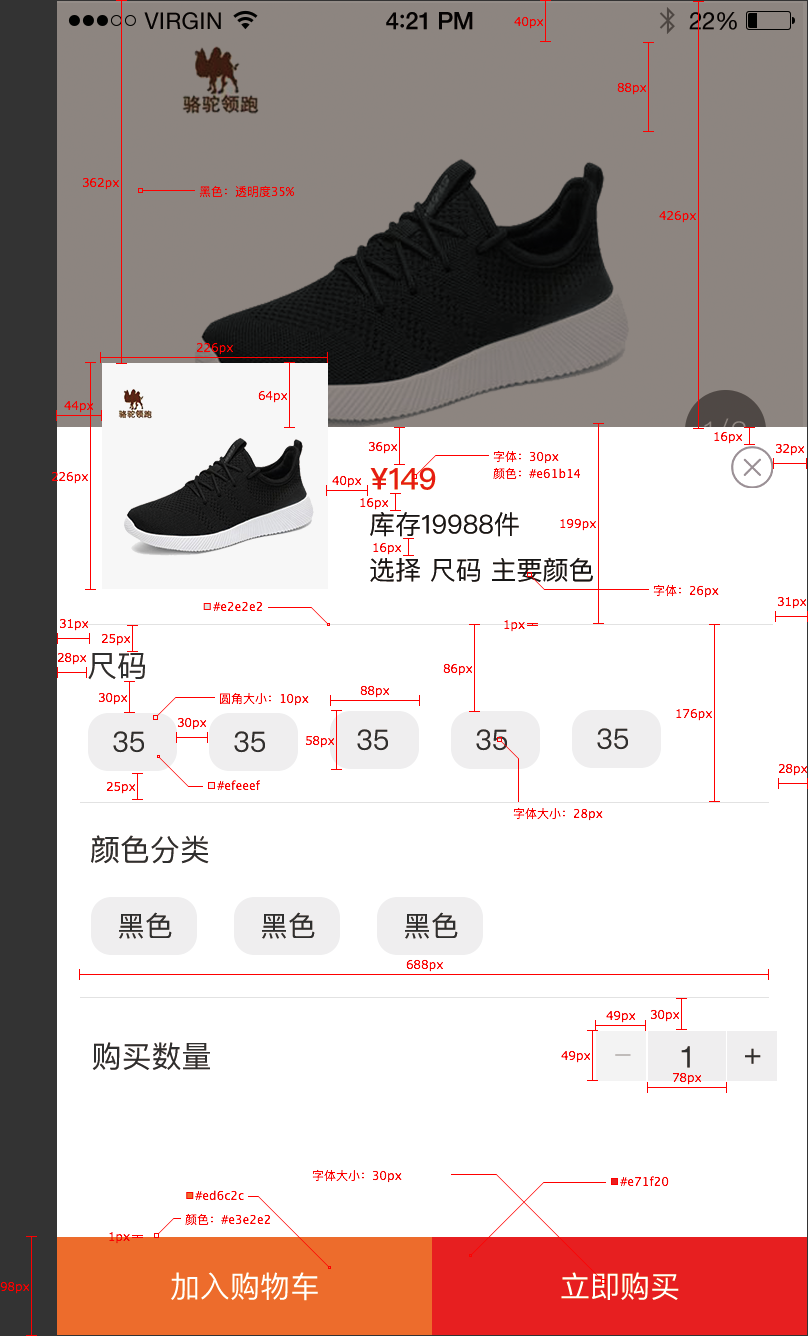 VIRGIN 4:21 PM 22%
40px
骆驼领跑
88px
362px
黑色：透明度35%
426px
226px
64px
44px
骆驼领跑
16px
32px
36px
字体：30px
颜色：#e61b14
226px
40px
¥149
16px
库存19988件
199px
16px
选择 尺码 主要颜色
字体：26px
#e2e2e2
31px
31px
25px
1px
28px
尺码
86px
88px
30px
圆角大小：10px
30px
176px
58px
35 35 35 35 35
28px
25px
#efeeef
字体大小：28px
颜色分类
黑色 黑色 黑色
688px
49px
30px
购买数量
49px
— 1 +
78px
字体大小：30px
#ed6c2c
#e71f20
颜色：#e3e2e2
1px
98px
加入购物车 立即购买